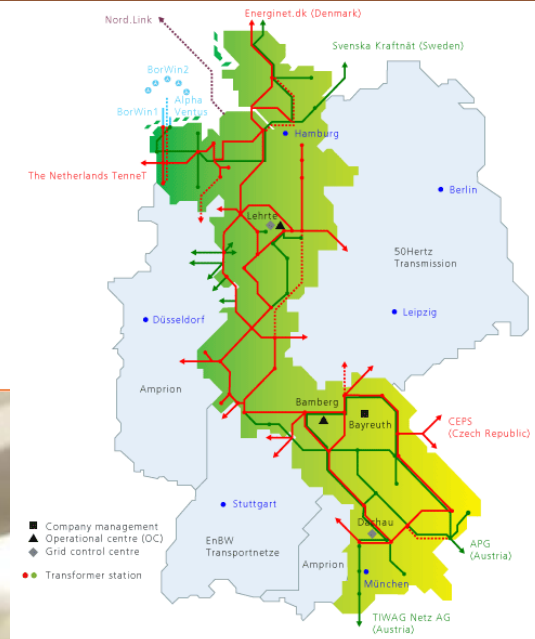 Energinet.dk (Denmark)
Nord.Link
Svenska Kraftnät (Sweden)
BorWin2
BorWin1
Alpha
Ventus
Hamburg
The Netherlands TenneT
Berlin
Lehrte
50Hertz
Transmission
Düsseldorf
Leipzig
Amprion
Bamberg
Bayreuth
CEPS
(Czech Republic)
Stuttgart
Dachau
EnBW
Transportnetze
Amprion
APG
(Austria)
München
TIWAG Netz AG
(Austria)
Company management
Operational centre (OC)
Grid control centre
Transformer station